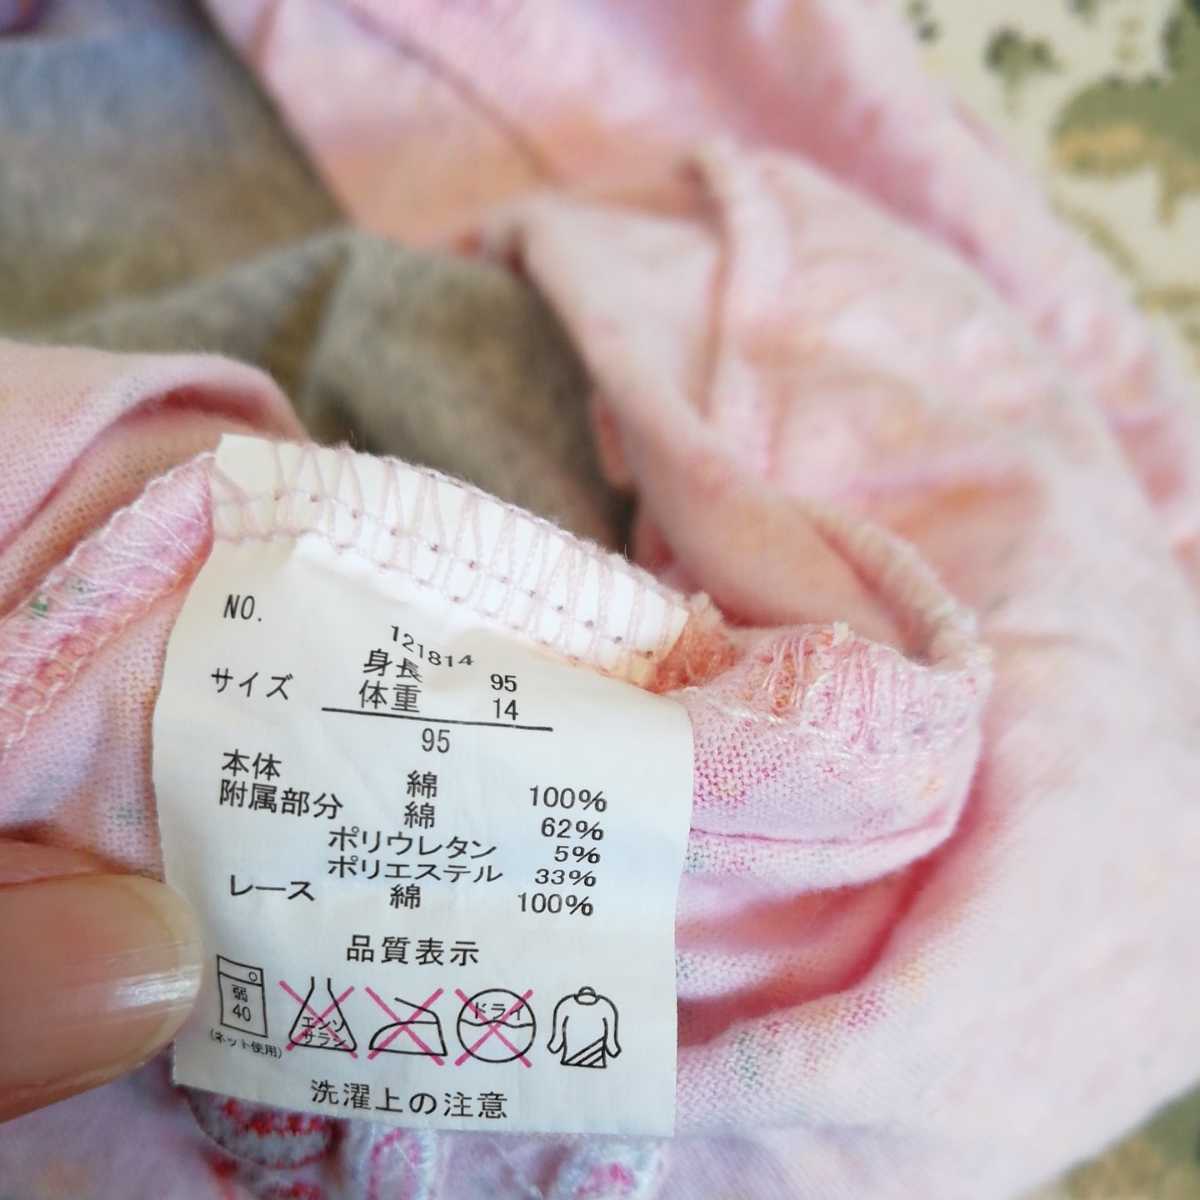 NO. 121814
身長 95
サイズ 体重 14
95
本体 綿 100%
附属部分 綿 62%
ポリウレタン 5%
ポリエステル 33%
レース 綿 100%
品質表示
弱
40
(ネット使用)
エンソ
サラシ
ドライ
洗濯上の注意